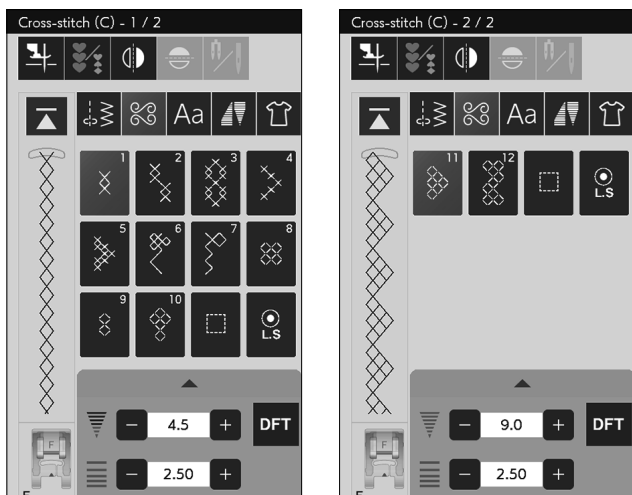 Cross-stitch (C) - 1 / 2
Aa
1 2 3 4
5 6 7 8
9 10
L.S
4.5 DFT
2.50
F
F
Cross-stitch (C) - 2 / 2
Aa
11 12
L.S
9.0 DFT
2.50
F
F